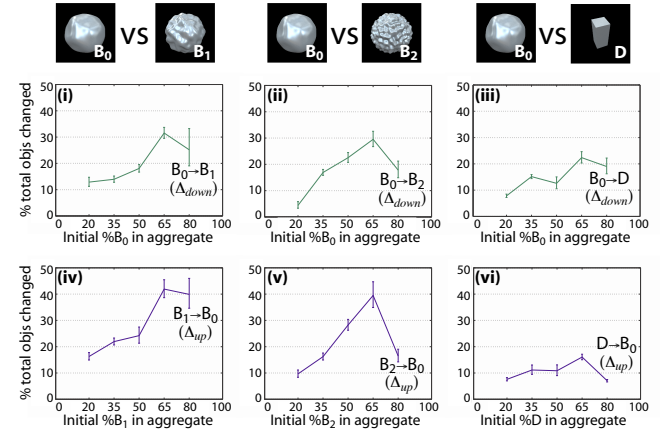 B₀ VS B₁
B₀ VS B₂
B₀ VS D
% total objs changed
50
40
30
20
10
0
(i)
B₀→B₁
(Δdown)
0 20 35 50 65 80 100
Initial %B₀ in aggregate
50
40
30
20
10
0
(ii)
B₀→B₂
(Δdown)
0 20 35 50 65 80 100
Initial %B₀ in aggregate
50
40
30
20
10
0
(iii)
B₀→D
(Δdown)
0 20 35 50 65 80 100
Initial %B₀ in aggregate
% total objs changed
50
40
30
20
10
0
(iv)
B₁→B₀
(Δup)
0 20 35 50 65 80 100
Initial %B₁ in aggregate
50
40
30
20
10
0
(v)
B₂→B₀
(Δup)
0 20 35 50 65 80 100
Initial %B₂ in aggregate
50
40
30
20
10
0
(vi)
D→B₀
(Δup)
0 20 35 50 65 80 100
Initial %D in aggregate